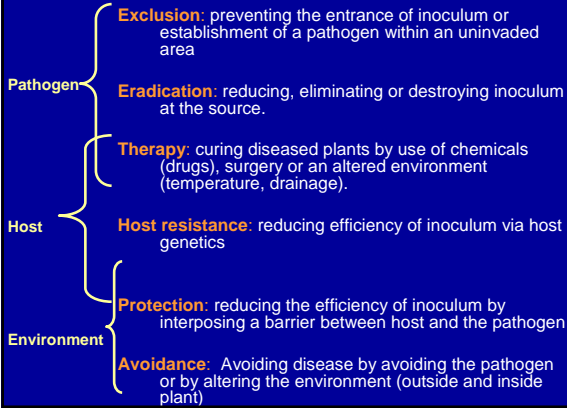 Exclusion: preventing the entrance of inoculum or
establishment of a pathogen within an uninvaded
area
Pathogen
Eradication: reducing, eliminating or destroying inoculum
at the source.
Therapy: curing diseased plants by use of chemicals
(drugs), surgery or an altered environment
(temperature, drainage).
Host
Host resistance: reducing efficiency of inoculum via host
genetics
Protection: reducing the efficiency of inoculum by
interposing a barrier between host and the pathogen
Environment
Avoidance: Avoiding disease by avoiding the pathogen
or by altering the environment (outside and inside
plant)